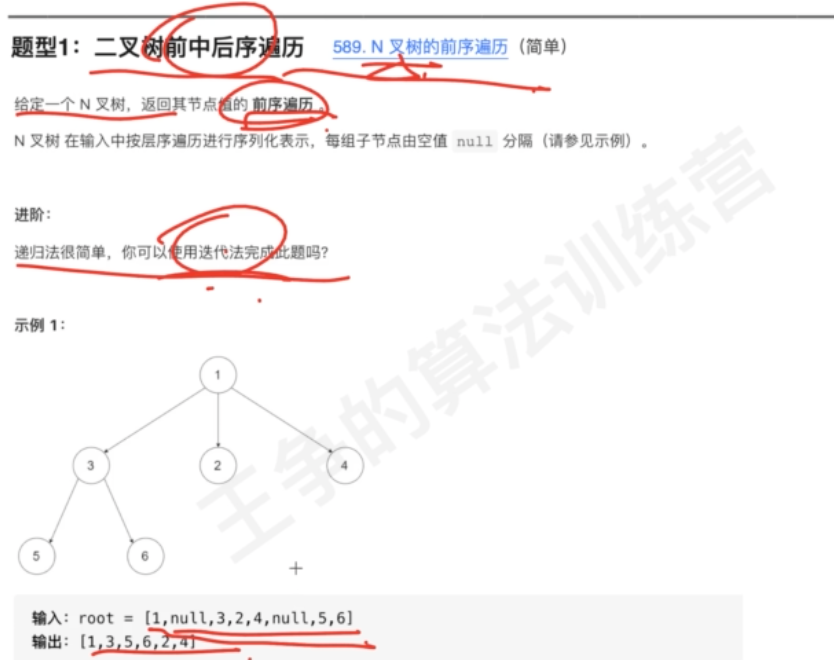 题型1：二叉树前中后序遍历 589. N 叉树的前序遍历（简单）
给定一个 N 叉树，返回其节点值的 前序遍历 。
N 叉树 在输入中按层序遍历进行序列化表示，每组子节点由空值 null 分隔（请参见示例）。
进阶：
递归法很简单，你可以使用迭代法完成此题吗?
示例 1：
1
3 2 4
5 6
输入：root = [1,null,3,2,4,null,5,6]
输出：[1,3,5,6,2,4]
王争的算法训练营